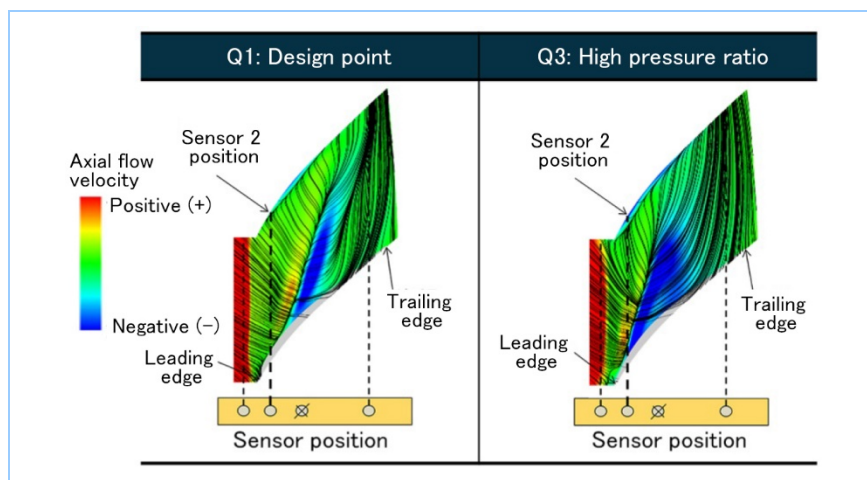 Q1: Design point
Q3: High pressure ratio
Sensor 2
position
Axial flow
velocity
Positive (+)
Negative (−)
Leading
edge
Trailing
edge
Sensor position
Sensor 2
position
Leading
edge
Trailing
edge
Sensor position